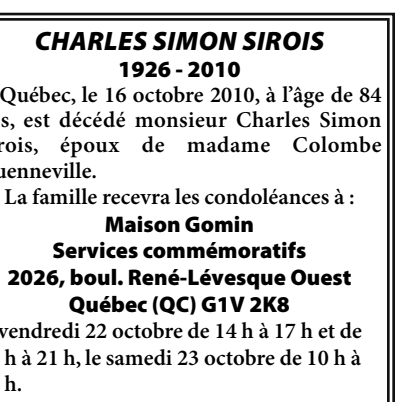 CHARLES SIMON SIROIS
1926 - 2010
Québec, le 16 octobre 2010, à l'âge de 84
s, est décédé monsieur Charles Simon
rois, époux de madame Colombe
uenneville.
La famille recevra les condoléances à :
Maison Gomin
Services commémoratifs
2026, boul. René-Lévesque Ouest
Québec (QC) G1V 2K8
vendredi 22 octobre de 14 h à 17 h et de
h à 21 h, le samedi 23 octobre de 10 h à
h.